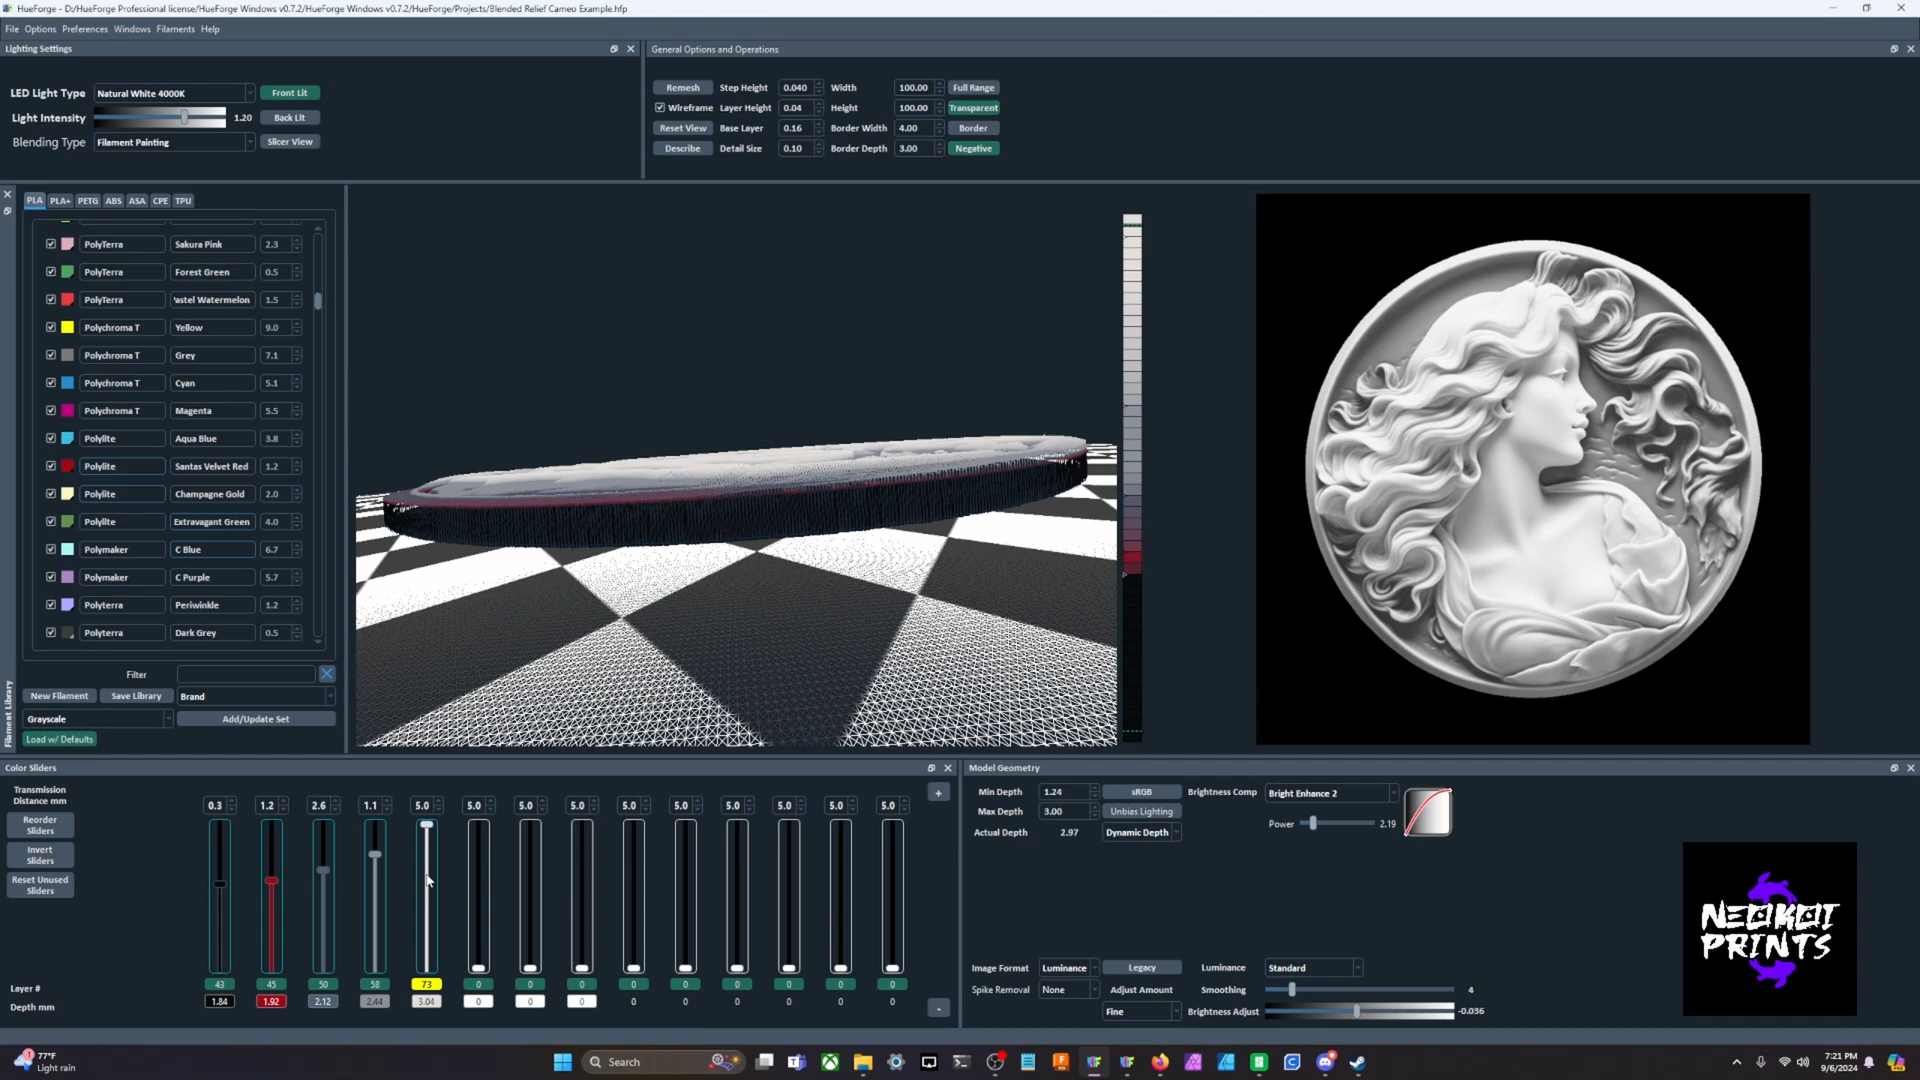 HueForge - D:/HueForge Professional license/HueForge Windows v0.7.2/HueForge Windows v0.7.2/HueForge/Projects/Blended Relief Cameo Example.hfp
File Options Preferences Windows Filaments Help
Lighting Settings
LED Light Type Natural White 4000K Front Lit
Light Intensity 1.20 Back Lit
Blending Type Filament Painting Slicer View
General Options and Operations
Remesh Step Height 0.040 Width 100.00 Full Range
Wireframe Layer Height 0.04 Height 100.00 Transparent
Reset View Base Layer 0.16 Border Width 4.00 Border
Describe Detail Size 0.10 Border Depth 3.00 Negative
PLA PLA+ PETG ABS ASA CPE TPU
PolyTerra Sakura Pink 2.3
PolyTerra Forest Green 0.5
PolyTerra astel Watermelon 1.5
Polychroma T Yellow 9.0
Polychroma T Grey 7.1
Polychroma T Cyan 5.1
Polychroma T Magenta 5.5
Polylite Aqua Blue 3.8
Polylite Santas Velvet Red 1.2
Polylite Champagne Gold 2.0
Polylite Extravagant Green 4.0
Polymaker C Blue 6.7
Polymaker C Purple 5.7
Polyterra Periwinkle 1.2
Polyterra Dark Grey 0.5
Filter
New Filament Save Library Brand
Grayscale Add/Update Set
Load w/ Defaults
Filament Library
Color Sliders
Transmission
Distance mm
0.3 1.2 2.6 1.1 5.0 5.0 5.0 5.0 5.0 5.0 5.0 5.0 5.0 5.0
+
Reorder
Sliders
Invert
Sliders
Reset Unused
Sliders
Layer # 43 45 50 58 73 0 0 0 0 0 0 0 0 0
Depth mm 1.84 1.92 2.12 2.44 3.04 0 0 0 0 0 0 0 0 0
-
Model Geometry
Min Depth 1.24 sRGB Brightness Comp Bright Enhance 2
Max Depth 3.00 Unbias Lighting
Power 2.19
Actual Depth 2.97 Dynamic Depth
Image Format Luminance Legacy Luminance Standard
Spike Removal None Adjust Amount Smoothing 4
Fine Brightness Adjust -0.036
NEOKOI
PRINTS
1
77°F
Light rain
Search
7:21 PM
9/6/2024